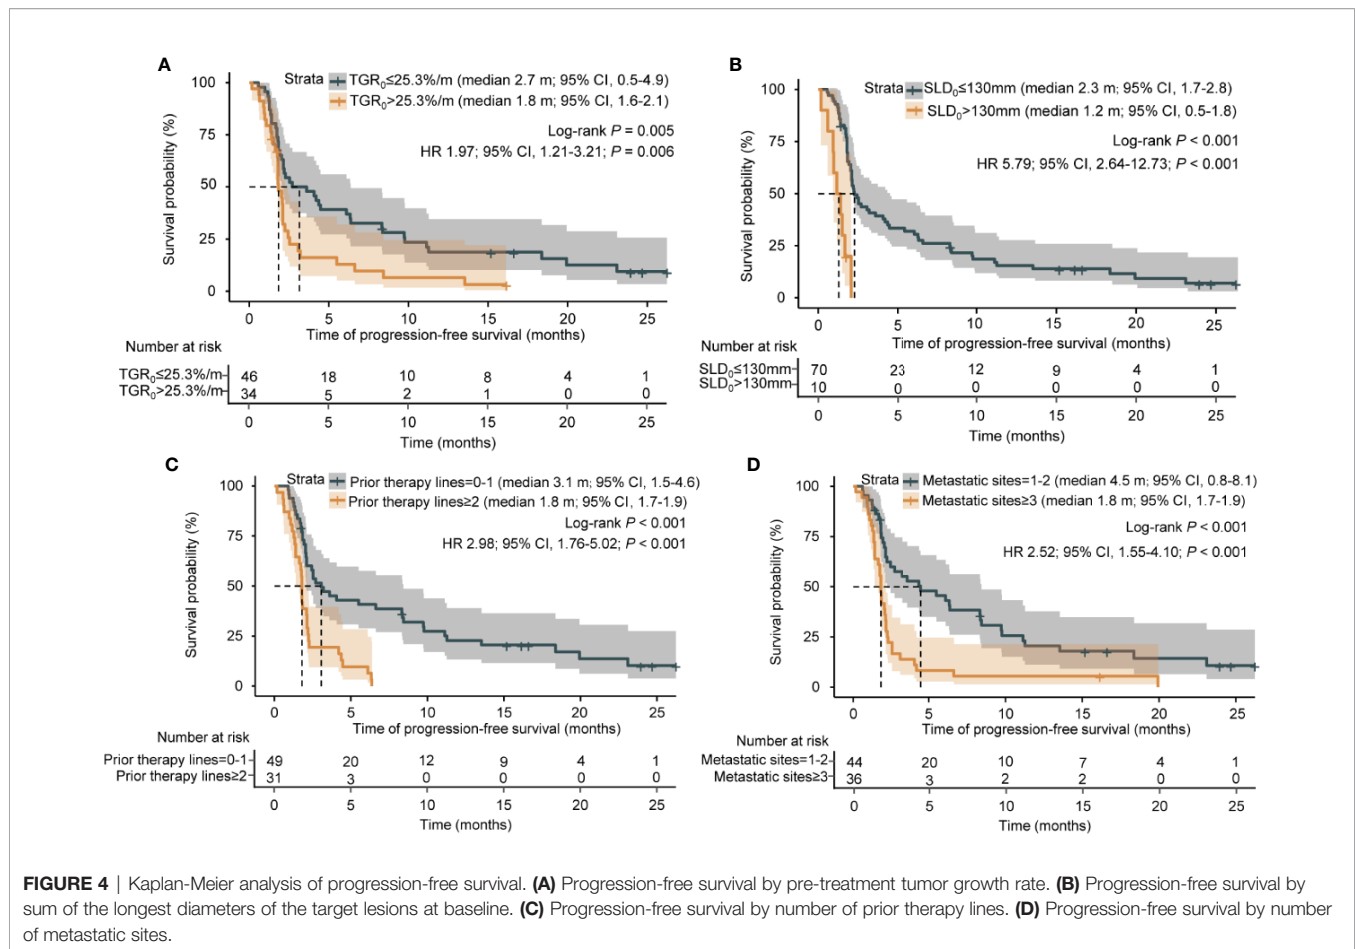 A
Strata TGR₀≤25.3%/m (median 2.7 m; 95% CI, 0.5-4.9)
TGR₀>25.3%/m (median 1.8 m; 95% CI, 1.6-2.1)
Log-rank P = 0.005
HR 1.97; 95% CI, 1.21-3.21; P = 0.006
Survival probability (%)
100
75
50
25
0
0 5 10 15 20 25
Time of progression-free survival (months)
Number at risk
TGR₀≤25.3%/m 46 18 10 8 4 1
TGR₀>25.3%/m 34 5 2 1 0 0
0 5 10 15 20 25
Time (months)
B
Strata SLD₀≤130mm (median 2.3 m; 95% CI, 1.7-2.8)
SLD₀>130mm (median 1.2 m; 95% CI, 0.5-1.8)
Log-rank P < 0.001
HR 5.79; 95% CI, 2.64-12.73; P < 0.001
Survival probability (%)
100
75
50
25
0
0 5 10 15 20 25
Time of progression-free survival (months)
Number at risk
SLD₀≤130mm 70 23 12 9 4 1
SLD₀>130mm 10 0 0 0 0 0
0 5 10 15 20 25
Time (months)
C
Strata Prior therapy lines=0-1 (median 3.1 m; 95% CI, 1.5-4.6)
Prior therapy lines≥2 (median 1.8 m; 95% CI, 1.7-1.9)
Log-rank P < 0.001
HR 2.98; 95% CI, 1.76-5.02; P < 0.001
Survival probability (%)
100
75
50
25
0
0 5 10 15 20 25
Time of progression-free survival (months)
Number at risk
Prior therapy lines=0-1 49 20 12 9 4 1
Prior therapy lines≥2 31 3 0 0 0 0
0 5 10 15 20 25
Time (months)
D
Strata Metastatic sites=1-2 (median 4.5 m; 95% CI, 0.8-8.1)
Metastatic sites≥3 (median 1.8 m; 95% CI, 1.7-1.9)
Log-rank P < 0.001
HR 2.52; 95% CI, 1.55-4.10; P < 0.001
Survival probability (%)
100
75
50
25
0
0 5 10 15 20 25
Time of progression-free survival (months)
Number at risk
Metastatic sites=1-2 44 20 10 7 4 1
Metastatic sites≥3 36 3 2 2 0 0
0 5 10 15 20 25
Time (months)
FIGURE 4 | Kaplan-Meier analysis of progression-free survival. (A) Progression-free survival by pre-treatment tumor growth rate. (B) Progression-free survival by
sum of the longest diameters of the target lesions at baseline. (C) Progression-free survival by number of prior therapy lines. (D) Progression-free survival by number
of metastatic sites.